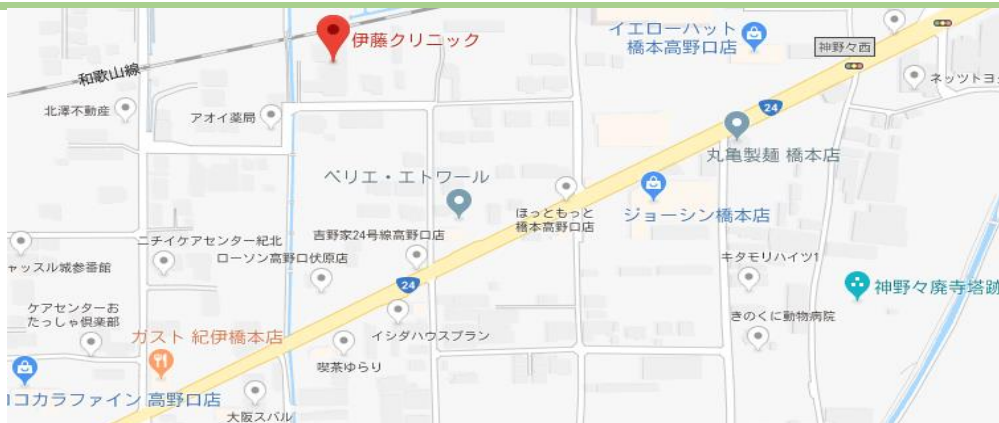 伊藤クリニック
イエローハット
橋本高野口店
神野々西
和歌山線
ネッツトヨ
北澤不動産
アオイ薬局
24
丸亀製麺 橋本店
ベリエ・エトワール
ほっともっと
橋本高野口店
ジョーシン橋本店
吉野家24号線高野口店
ニチイケアセンター紀北
ローソン高野口伏原店
キタモリハイツ1
ャッスル城参番館
24
神野々廃寺塔跡
ケアセンターお
たっしゃ倶楽部
きのくに動物病院
ガスト 紀伊橋本店
イシダハウスプラン
喫茶ゆらり
ココカラファイン 高野口店
大阪スバル